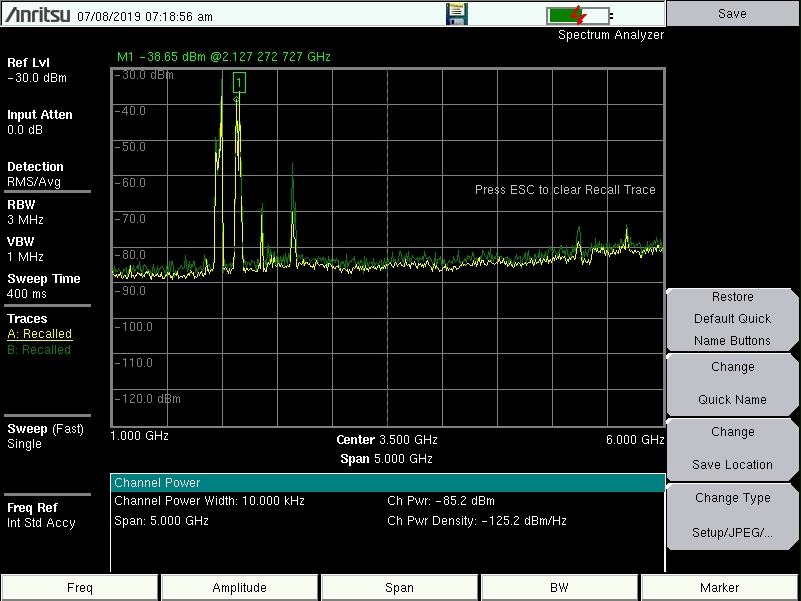 Anritsu 07/08/2019 07:18:56 am
Save
Spectrum Analyzer
M1 -38.65 dBm @2.127 272 727 GHz
Ref Lvl
-30.0 dBm
Input Atten
0.0 dB
Detection
RMS/Avg
RBW
3 MHz
VBW
1 MHz
Sweep Time
400 ms
Traces
A: Recalled
B: Recalled
Sweep (Fast)
Single
Freq Ref
Int Std Accy
-30.0 dBm
1
-40.0
-50.0
-60.0
Press ESC to clear Recall Trace
-70.0
-80.0
-90.0
-100.0
-110.0
-120.0 dBm
1.000 GHz
Center 3.500 GHz
6.000 GHz
Span 5.000 GHz
Channel Power
Channel Power Width: 10.000 kHz
Ch Pwr: -85.2 dBm
Span: 5.000 GHz
Ch Pwr Density: -125.2 dBm/Hz
Restore
Default Quick
Name Buttons
Change
Quick Name
Change
Save Location
Change Type
Setup/JPEG/...
Freq
Amplitude
Span
BW
Marker